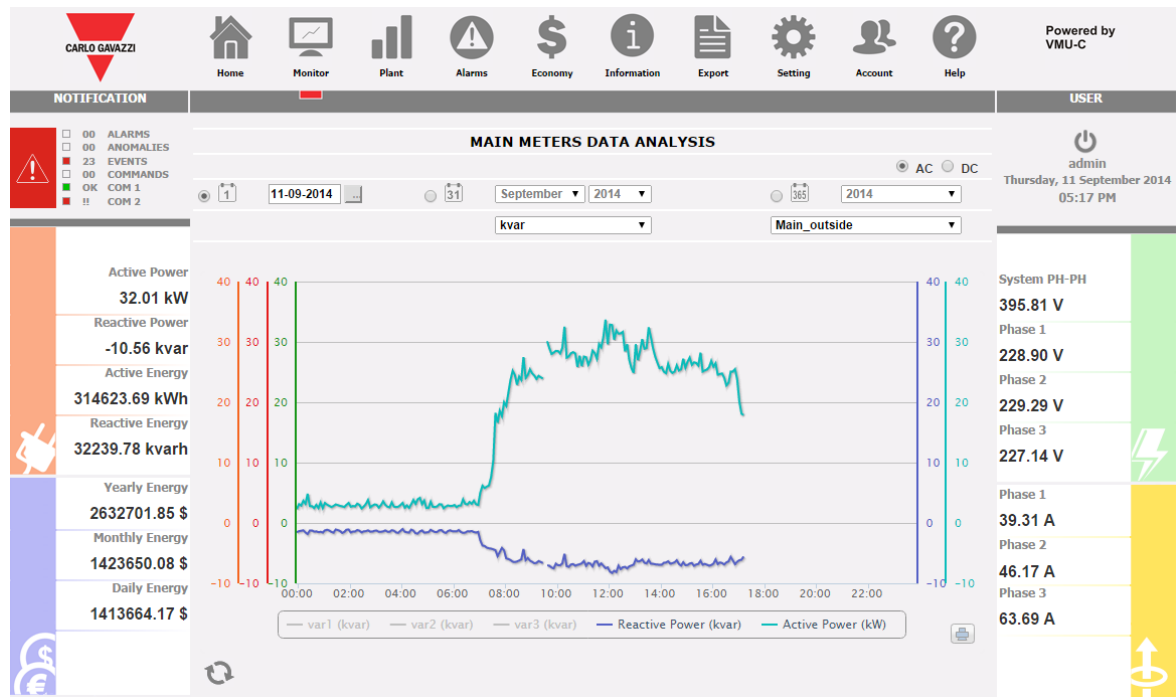 CARLO GAVAZZI
Home Monitor Plant Alarms Economy Information Export Setting Account Help
Powered by
VMU-C
NOTIFICATION
USER
00 ALARMS
00 ANOMALIES
23 EVENTS
00 COMMANDS
OK COM 1
!! COM 2
MAIN METERS DATA ANALYSIS
AC DC
1 11-09-2014 ... 31 September 2014 365 2014
kvar Main_outside
admin
Thursday, 11 September 2014
05:17 PM
Active Power
32.01 kW
Reactive Power
-10.56 kvar
Active Energy
314623.69 kWh
Reactive Energy
32239.78 kvarh
Yearly Energy
2632701.85 $
Monthly Energy
1423650.08 $
Daily Energy
1413664.17 $
$
€
40 40 40 40 40
30 30 30 30 30
20 20 20 20 20
10 10 10 10 10
0 0 0 0 0
-10 -10 -10 -10 -10
00:00 02:00 04:00 06:00 08:00 10:00 12:00 14:00 16:00 18:00 20:00 22:00
var1 (kvar) var2 (kvar) var3 (kvar) Reactive Power (kvar) Active Power (kW)
System PH-PH
395.81 V
Phase 1
228.90 V
Phase 2
229.29 V
Phase 3
227.14 V
Phase 1
39.31 A
Phase 2
46.17 A
Phase 3
63.69 A